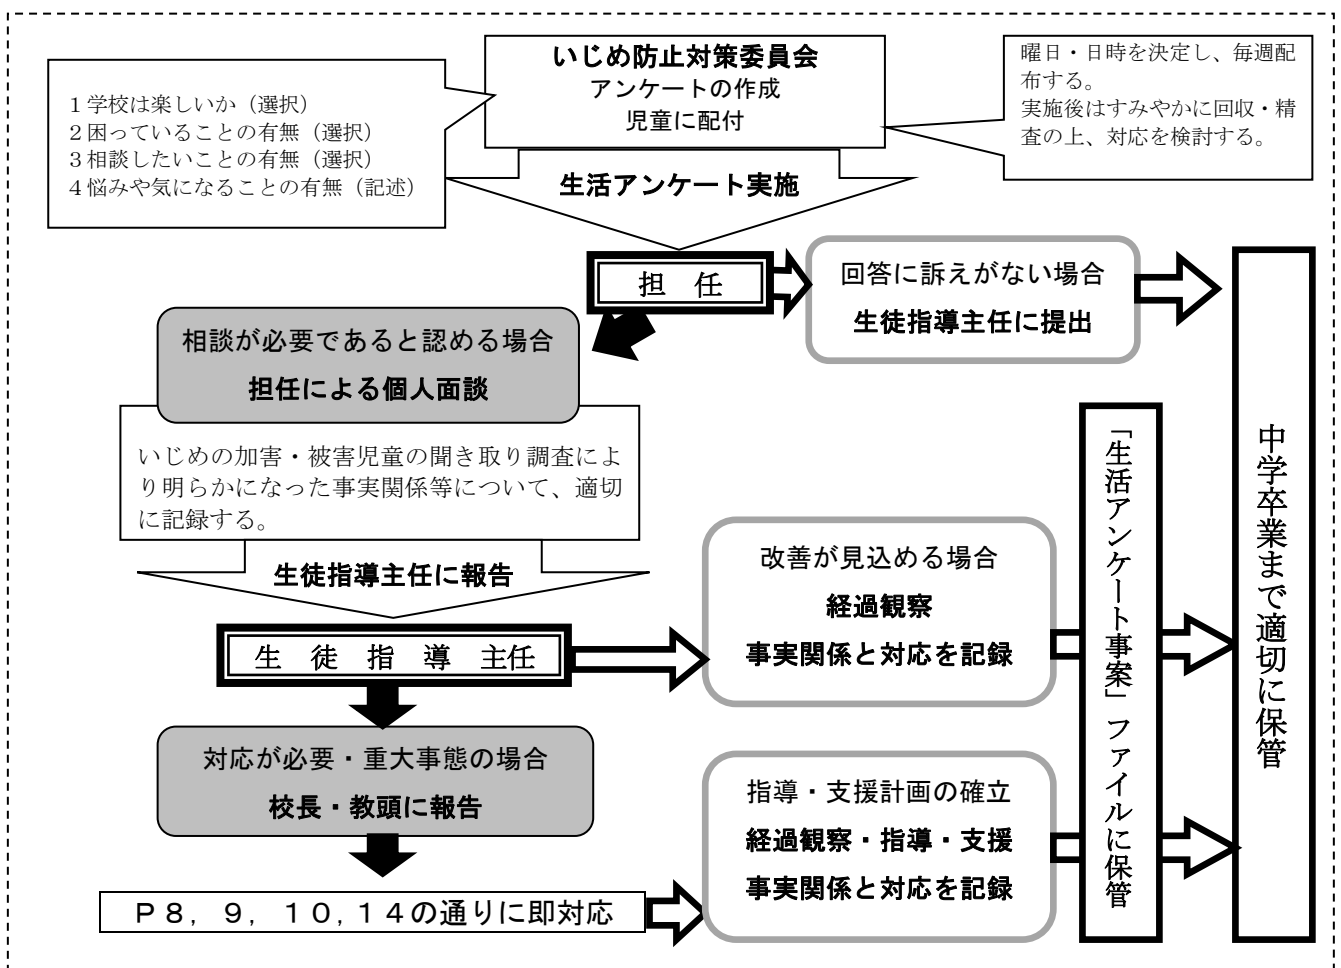 いじめ防止対策委員会
アンケートの作成
児童に配付
1学校は楽しいか（選択）
2困っていることの有無（選択）
3相談したいことの有無（選択）
4悩みや気になることの有無（記述）
曜日・日時を決定し、毎週配
布する。
実施後はすみやかに回収・精
査の上、対応を検討する。
生活アンケート実施
担　任
回答に訴えがない場合
生徒指導主任に提出
相談が必要であると認める場合
担任による個人面談
いじめの加害・被害児童の聞き取り調査によ
り明らかになった事実関係等について、適切
に記録する。
生徒指導主任に報告
生　徒　指　導　主任
改善が見込める場合
経過観察
事実関係と対応を記録
対応が必要・重大事態の場合
校長・教頭に報告
Ｐ８，９，１０，１４の通りに即対応
指導・支援計画の確立
経過観察・指導・支援
事実関係と対応を記録
「生活アンケート事案」ファイルに保管
中学卒業まで適切に保管